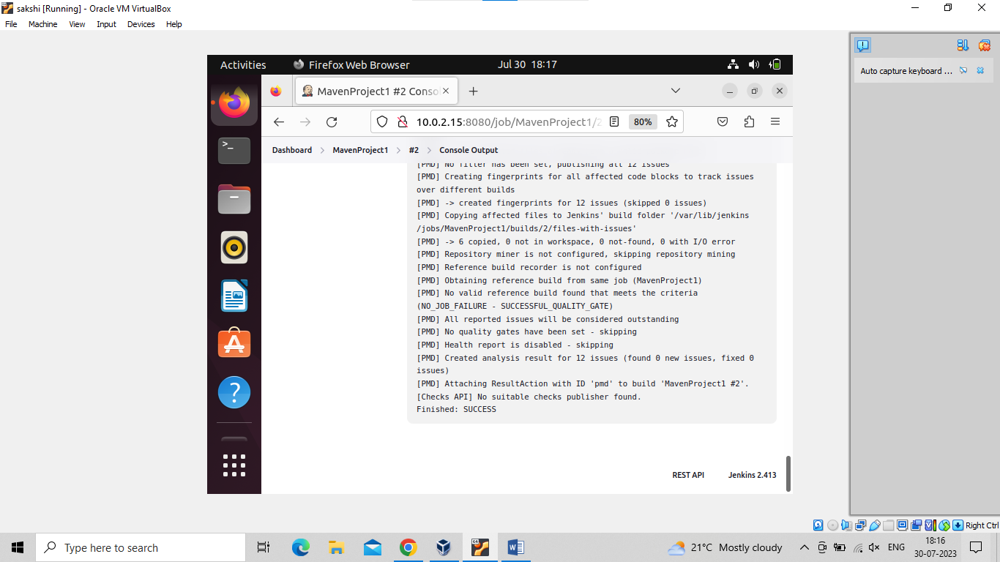 sakshi [Running] - Oracle VM VirtualBox
File Machine View Input Devices Help
Activities Firefox Web Browser Jul 30 18:17
MavenProject1 #2 Conso
10.0.2.15:8080/job/MavenProject1/2 80%
Dashboard MavenProject1 #2 Console Output
[PMD] No filter has been set, publishing all 12 issues
[PMD] Creating fingerprints for all affected code blocks to track issues
over different builds
[PMD] -> created fingerprints for 12 issues (skipped 0 issues)
[PMD] Copying affected files to Jenkins' build folder '/var/lib/jenkins
/jobs/MavenProject1/builds/2/files-with-issues'
[PMD] -> 6 copied, 0 not in workspace, 0 not-found, 0 with I/O error
[PMD] Repository miner is not configured, skipping repository mining
[PMD] Reference build recorder is not configured
[PMD] Obtaining reference build from same job (MavenProject1)
[PMD] No valid reference build found that meets the criteria
(NO_JOB_FAILURE - SUCCESSFUL_QUALITY_GATE)
[PMD] All reported issues will be considered outstanding
[PMD] No quality gates have been set - skipping
[PMD] Health report is disabled - skipping
[PMD] Created analysis result for 12 issues (found 0 new issues, fixed 0
issues)
[PMD] Attaching ResultAction with ID 'pmd' to build 'MavenProject1 #2'.
[Checks API] No suitable checks publisher found.
Finished: SUCCESS
REST API Jenkins 2.413
Auto capture keyboard ...
Right Ctrl
Type here to search
21°C Mostly cloudy
ENG
18:16
30-07-2023